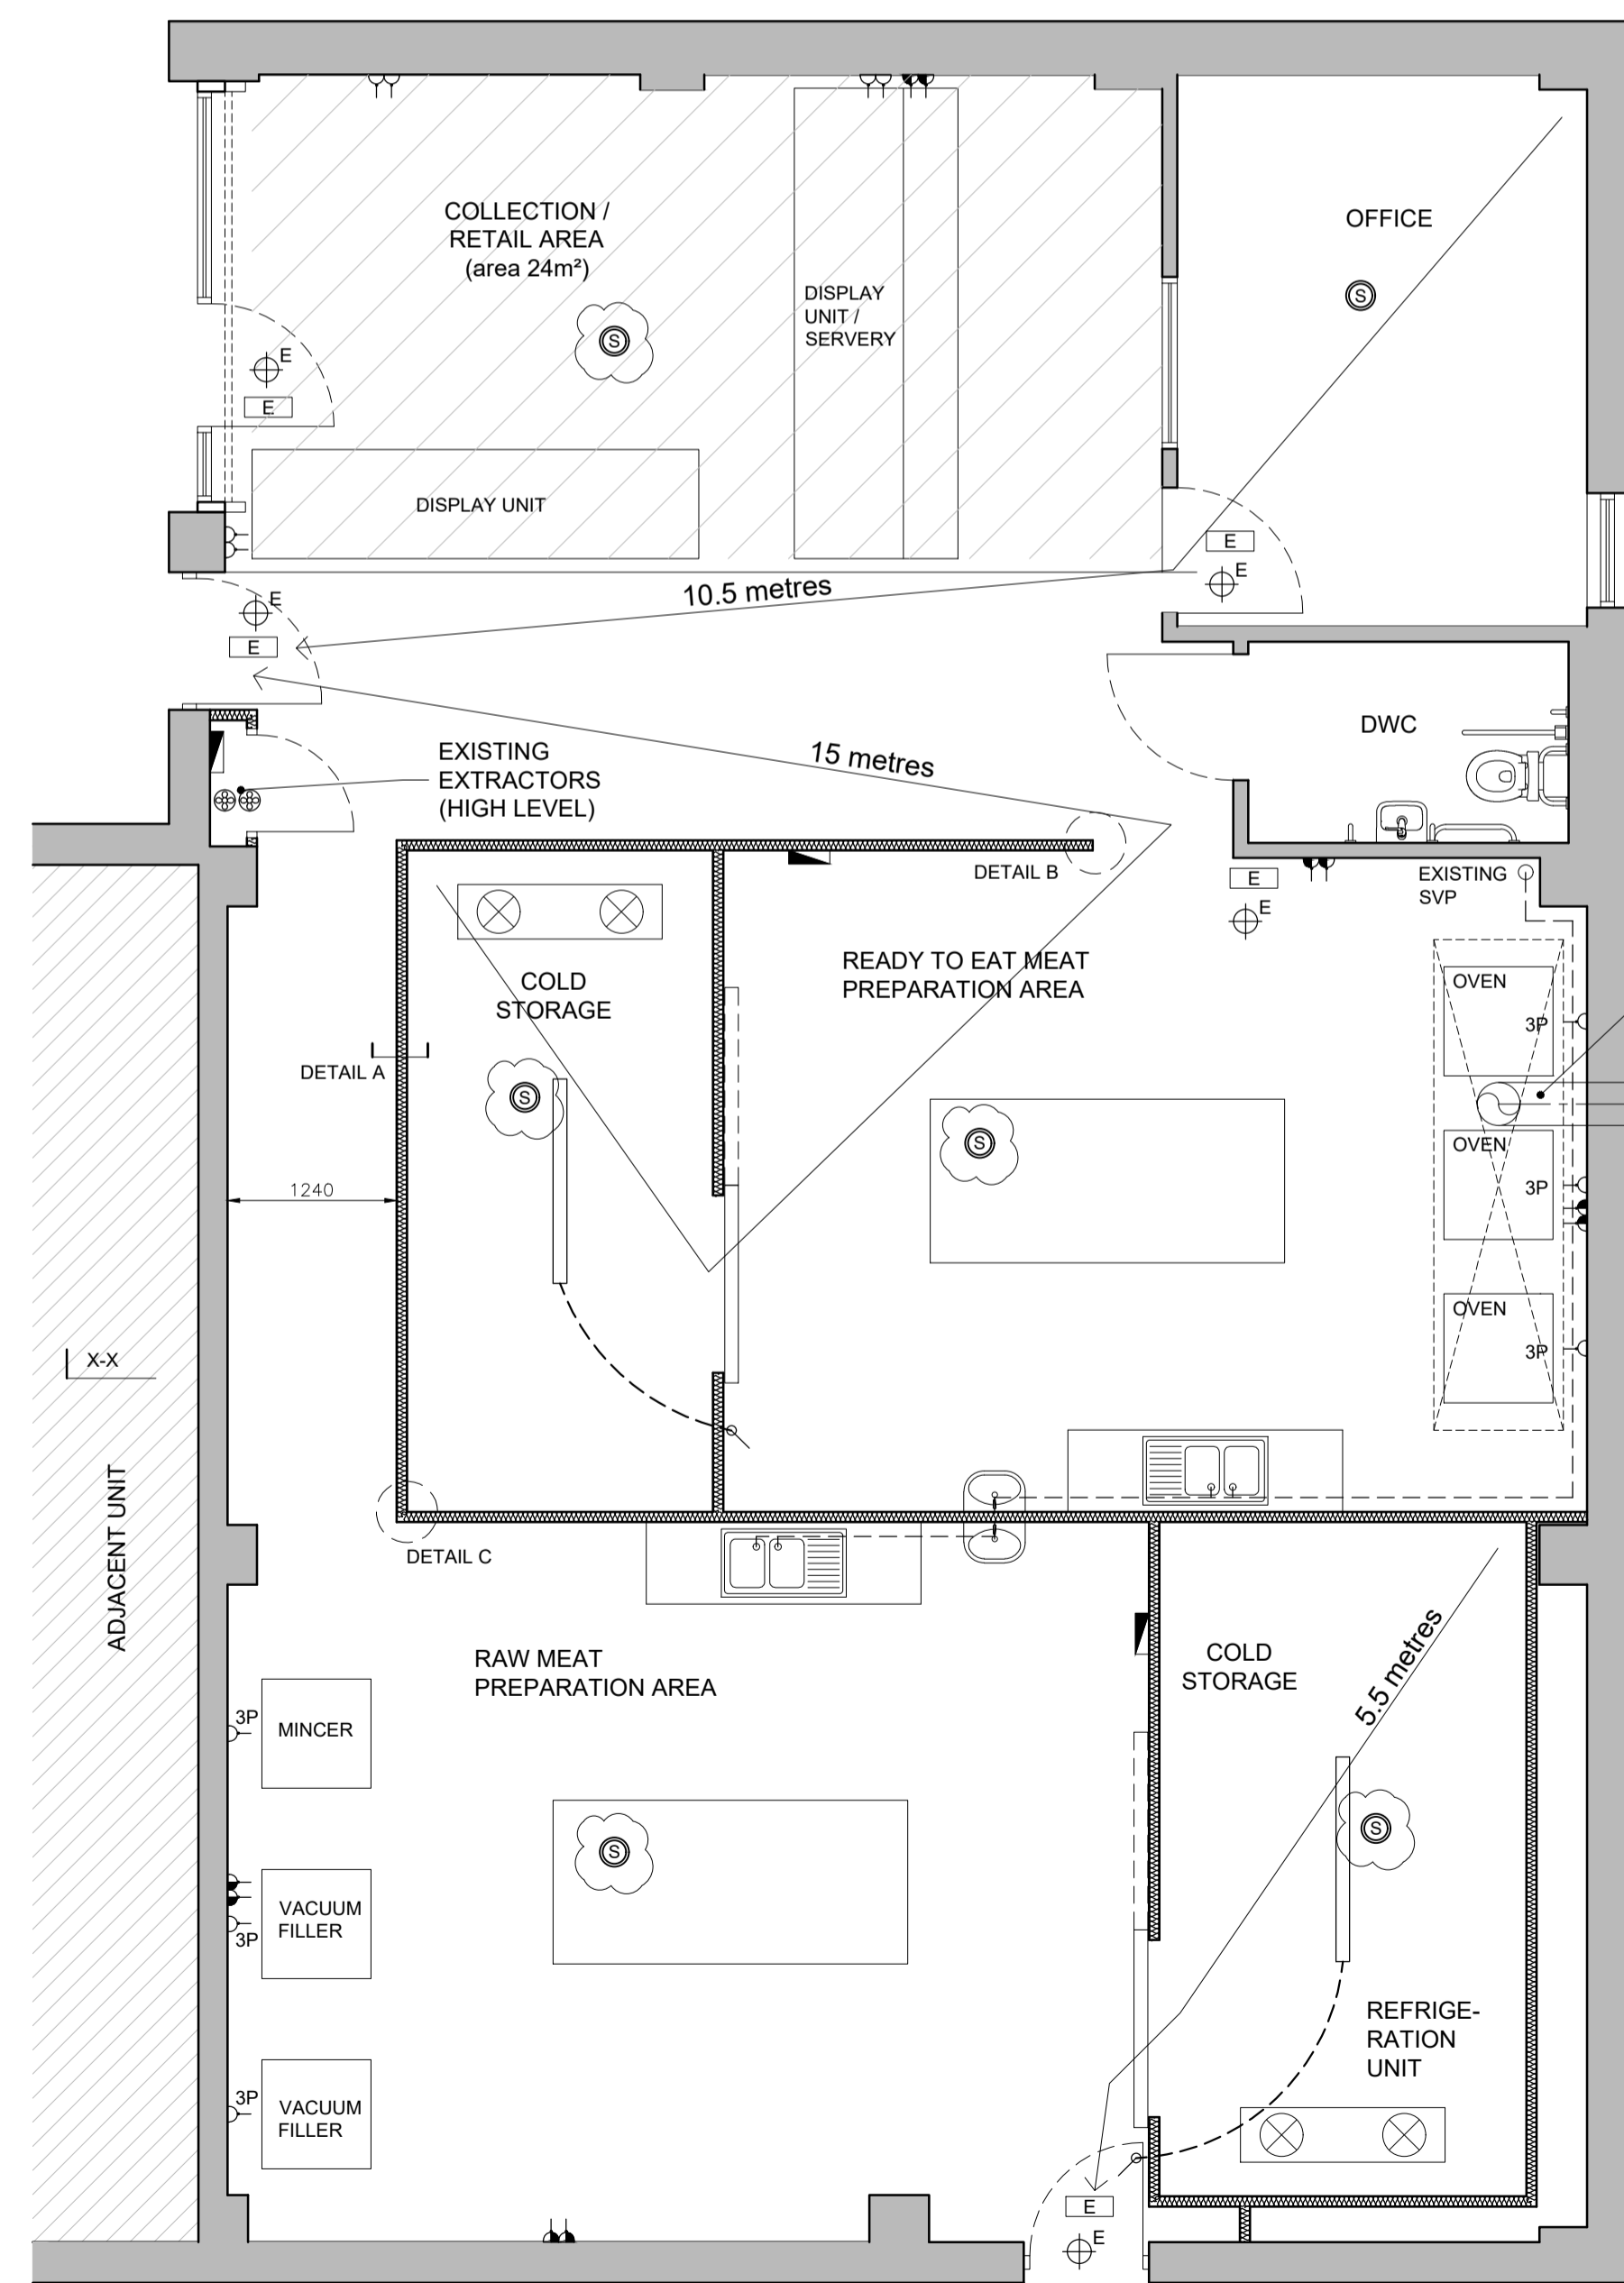 COLLECTION /
RETAIL AREA
(area 24m²)
OFFICE
S
DISPLAY
UNIT /
SERVERY
S
E
E
DISPLAY UNIT
E
E
10.5 metres
E
E
DWC
15 metres
EXISTING
EXTRACTORS
(HIGH LEVEL)
DETAIL B
E
E
EXISTING
SVP
COLD
STORAGE
READY TO EAT MEAT
PREPARATION AREA
OVEN
3P
DETAIL A
S
S
OVEN
3P
1240
OVEN
3P
X-X
ADJACENT UNIT
DETAIL C
RAW MEAT
PREPARATION AREA
COLD
STORAGE
5.5 metres
3P
MINCER
S
S
VACUUM
FILLER
3P
REFRIGE-
RATION
UNIT
3P
VACUUM
FILLER
E
E